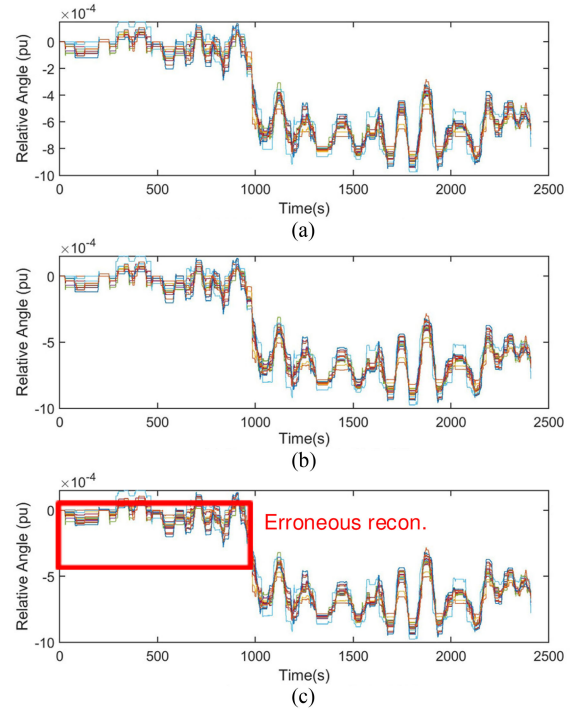 ×10⁻⁴
0
-2
-4
-6
-8
-10
Relative Angle (pu)
0 500 1000 1500 2000 2500
Time(s)
(a)
×10⁻⁴
0
-5
-10
Relative Angle (pu)
0 500 1000 1500 2000 2500
Time(s)
(b)
×10⁻⁴
0
-5
-10
Relative Angle (pu)
Erroneous recon.
0 500 1000 1500 2000 2500
Time(s)
(c)